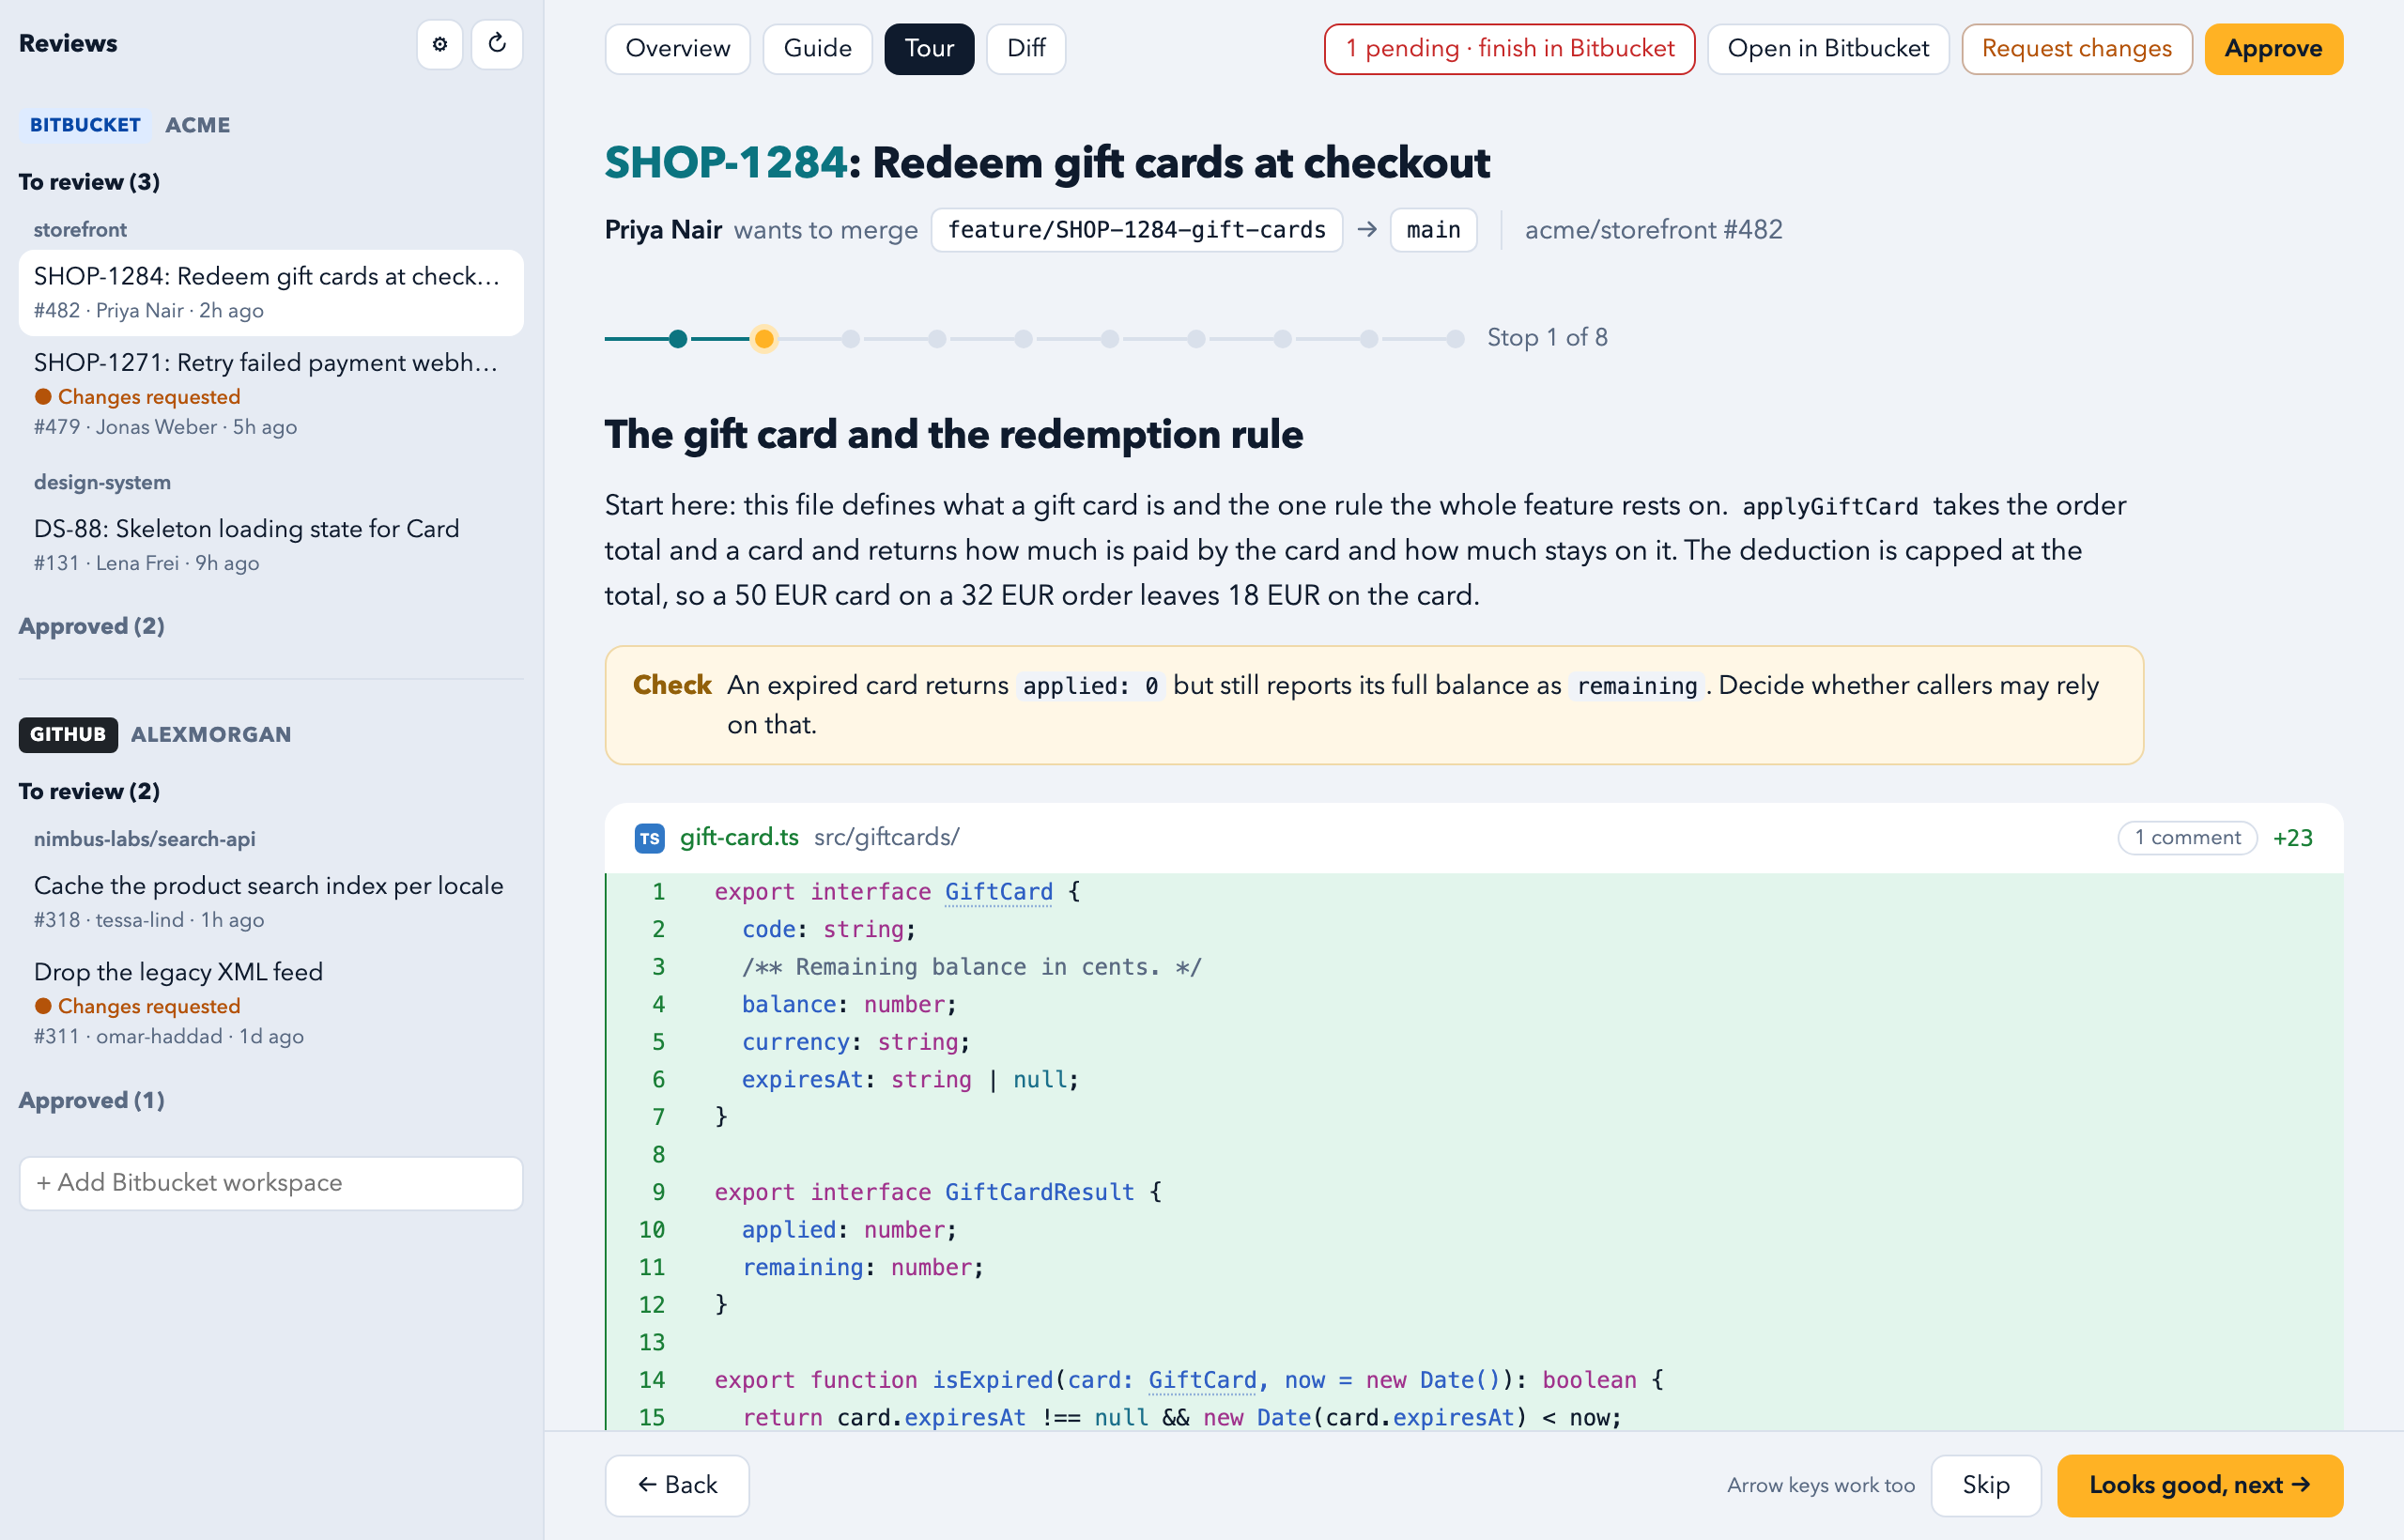 Reviews
BITBUCKET ACME
To review (3)
storefront
SHOP-1284: Redeem gift cards at check…
#482 · Priya Nair · 2h ago
SHOP-1271: Retry failed payment webh…
Changes requested
#479 · Jonas Weber · 5h ago
design-system
DS-88: Skeleton loading state for Card
#131 · Lena Frei · 9h ago
Approved (2)
GITHUB ALEXMORGAN
To review (2)
nimbus-labs/search-api
Cache the product search index per locale
#318 · tessa-lind · 1h ago
Drop the legacy XML feed
Changes requested
#311 · omar-haddad · 1d ago
Approved (1)
+ Add Bitbucket workspace
Overview Guide Tour Diff
1 pending · finish in Bitbucket Open in Bitbucket Request changes Approve
SHOP-1284: Redeem gift cards at checkout
Priya Nair wants to merge feature/SHOP-1284-gift-cards → main acme/storefront #482
Stop 1 of 8
The gift card and the redemption rule
Start here: this file defines what a gift card is and the one rule the whole feature rests on. applyGiftCard takes the order
total and a card and returns how much is paid by the card and how much stays on it. The deduction is capped at the
total, so a 50 EUR card on a 32 EUR order leaves 18 EUR on the card.
Check An expired card returns applied: 0 but still reports its full balance as remaining. Decide whether callers may rely
on that.
TS gift-card.ts src/giftcards/ 1 comment +23
1 export interface GiftCard {
2 code: string;
3 /** Remaining balance in cents. */
4 balance: number;
5 currency: string;
6 expiresAt: string | null;
7 }
8
9 export interface GiftCardResult {
10 applied: number;
11 remaining: number;
12 }
13
14 export function isExpired(card: GiftCard, now = new Date()): boolean {
15 return card.expiresAt !== null && new Date(card.expiresAt) < now;
← Back
Arrow keys work too Skip Looks good, next →